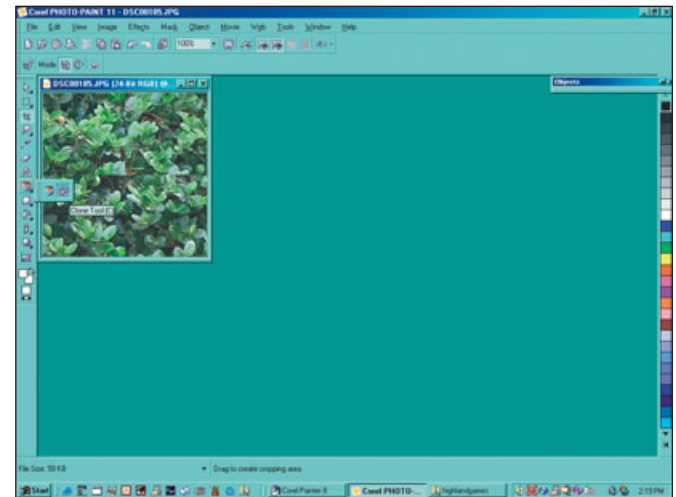 Corel PHOTO-PAINT 11 - DSC00105.JPG
File Edit View Image Effects Mask Object Movie Web Tools Window Help
100%
Mode
DSC00105.JPG (24-Bit RGB) @
Objects
Clone Tool (C)
File Size: 58 KB Drag to create cropping area
Start Corel Painter 8 Corel PHOTO-... highlandgames 2:19 PM